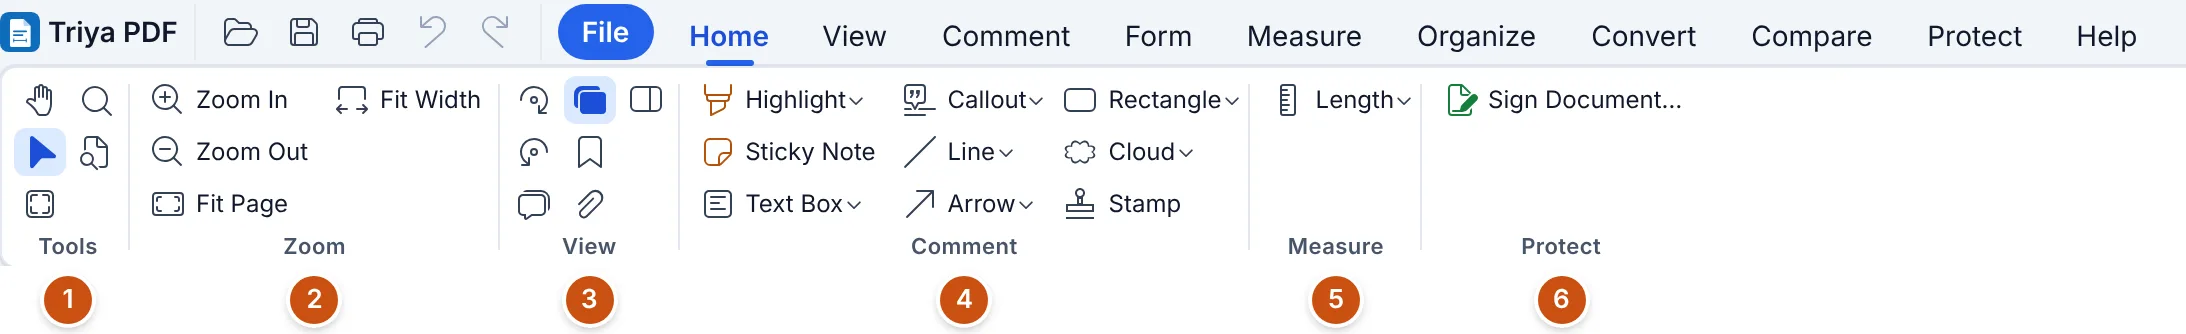 Triya PDF File Home View Comment Form Measure Organize Convert Compare Protect Help
Zoom In Fit Width Highlight Callout Rectangle Length Sign Document...
Zoom Out Sticky Note Line Cloud
Fit Page Text Box Arrow Stamp
Tools Zoom View Comment Measure Protect
1 2 3 4 5 6